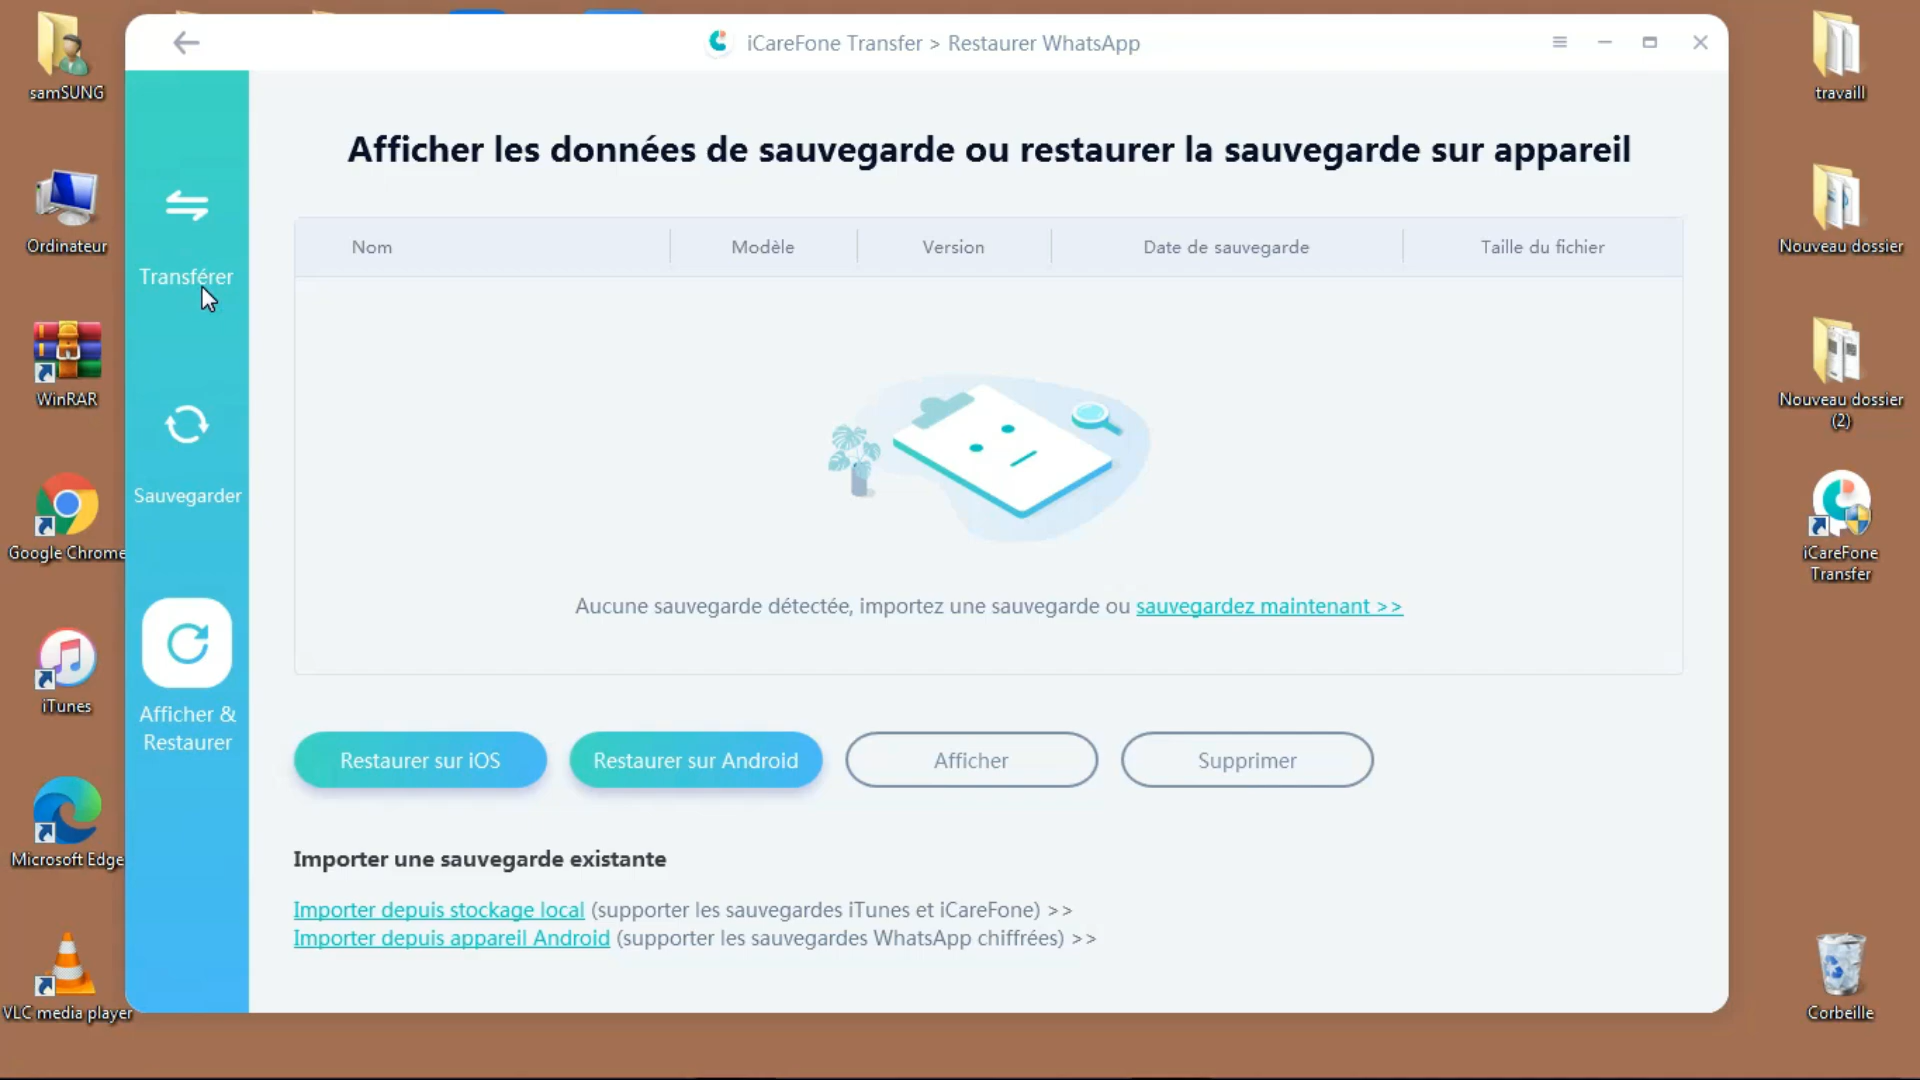 iCareFone Transfer > Restaurer WhatsApp
samSUNG
Ordinateur
WinRAR
Google Chrome
iTunes
Microsoft Edge
VLC media player
Transférer
Sauvegarder
Afficher &
Restaurer
Afficher les données de sauvegarde ou restaurer la sauvegarde sur appareil
Nom Modèle Version Date de sauvegarde Taille du fichier
Aucune sauvegarde détectée, importez une sauvegarde ou sauvegardez maintenant >>
Restaurer sur iOS Restaurer sur Android Afficher Supprimer
Importer une sauvegarde existante
Importer depuis stockage local (supporter les sauvegardes iTunes et iCareFone) >>
Importer depuis appareil Android (supporter les sauvegardes WhatsApp chiffrées) >>
travaill
Nouveau dossier
Nouveau dossier
(2)
iCareFone
Transfer
Corbeille